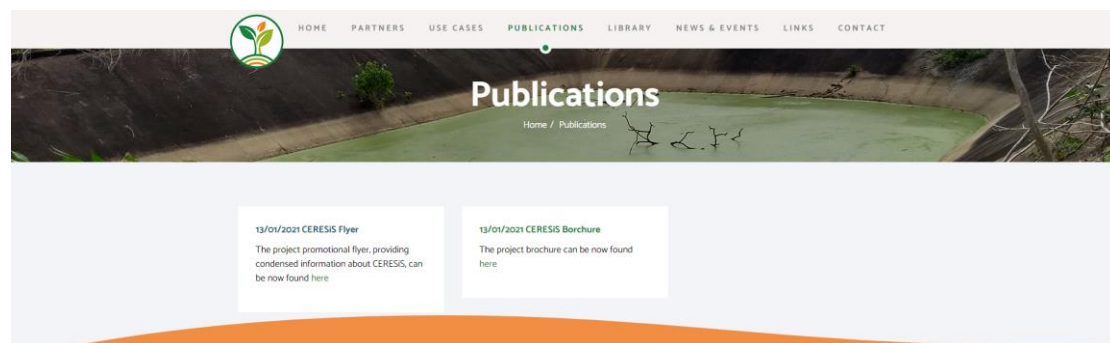 HOME PARTNERS USE CASES PUBLICATIONS LIBRARY NEWS & EVENTS LINKS CONTACT
Publications
Home / Publications
13/01/2021 CERESiS Flyer
The project promotional flyer, providing
condensed information about CERESiS, can
be now found here
13/01/2021 CERESiS Borchure
The project brochure can be now found
here